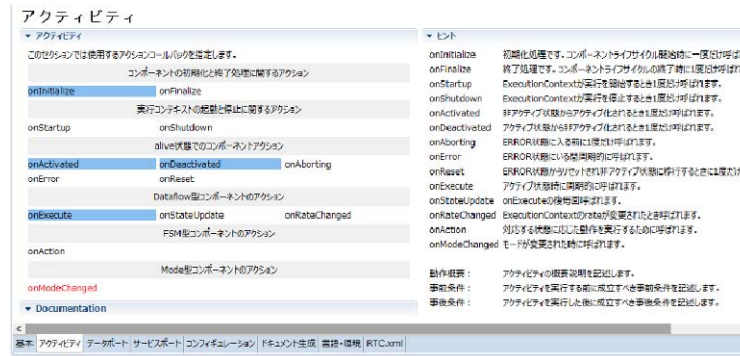 アクティビティ
アクティビティ
このセクションでは使用するアクションコールバックを指定します。
コンポーネントの初期化と終了処理に関するアクション
onInitialize onFinalize
実行コンテキストの起動と停止に関するアクション
onStartup onShutdown
alive状態でのコンポーネントアクション
onActivated onDeactivated onAborting
onError onReset
Dataflow型コンポーネントのアクション
onExecute onStateUpdate onRateChanged
FSM型コンポーネントのアクション
onAction
Mode型コンポーネントのアクション
onModeChanged
Documentation
ヒント
onInitialize 初期化処理です。コンポーネントライフサイクル開始時に一度だけ呼ば
onFinalize 終了処理です。コンポーネントライフサイクルの終了時に1度だけ呼ば
onStartup ExecutionContextが実行を開始するとき1度だけ呼ばれます。
onShutdown ExecutionContextが実行を停止するとき1度だけ呼ばれます。
onActivated 非アクティブ状態からアクティブ化されるとき1度だけ呼ばれます。
onDeactivated アクティブ状態から非アクティブ化されるとき1度だけ呼ばれます。
onAborting ERROR状態に入る前に1度だけ呼ばれます。
onError ERROR状態にいる間周期的に呼ばれます。
onReset ERROR状態からリセットされ非アクティブ状態に移行するときに1度だけ
onExecute アクティブ状態時に周期的に呼ばれます。
onStateUpdate onExecuteの後毎回呼ばれます。
onRateChanged ExecutionContextのrateが変更されたとき呼ばれます。
onAction 対応する状態に応じた動作を実行するために呼ばれます。
onModeChanged モードが変更された時に呼ばれます。
動作概要： アクティビティの概要説明を記述します。
事前条件： アクティビティを実行する前に成立すべき事前条件を記述します。
事後条件： アクティビティを実行した後に成立すべき事後条件を記述します。
基本 アクティビティ データポート サービスポート コンフィギュレーション ドキュメント生成 言語・環境 RTC.xml